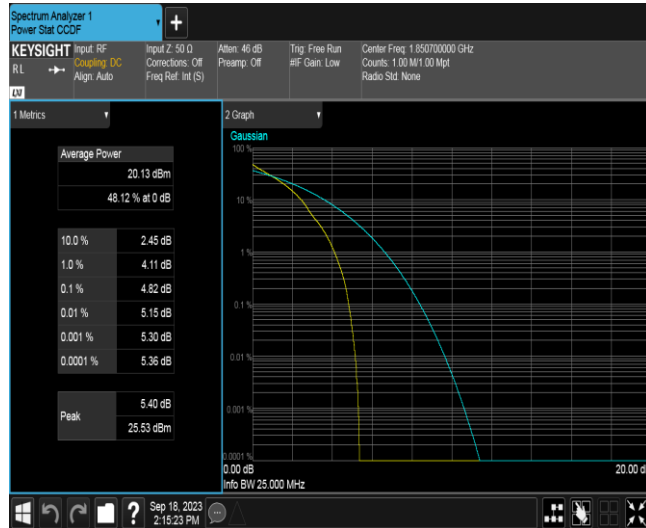 Spectrum Analyzer 1
Power Stat CCDF
+
KEYSIGHT
RL
LXI
Input: RF
Coupling: DC
Align: Auto
Input Z: 50 Ω
Corrections: Off
Freq Ref: Int (S)
Atten: 46 dB
Preamp: Off
Trig: Free Run
#IF Gain: Low
Center Freq: 1.850700000 GHz
Counts: 1.00 M/1.00 Mpt
Radio Std: None
1 Metrics
Average Power
20.13 dBm
48.12 % at 0 dB
10.0 % 2.45 dB
1.0 % 4.11 dB
0.1 % 4.82 dB
0.01 % 5.15 dB
0.001 % 5.30 dB
0.0001 % 5.36 dB
Peak
5.40 dB
25.53 dBm
2 Graph
Gaussian
100 %
10 %
1 %
0.1 %
0.01 %
0.001 %
0.0001 %
0.00 dB
20.00 d
Info BW 25.000 MHz
?
Sep 18, 2023
2:15:23 PM